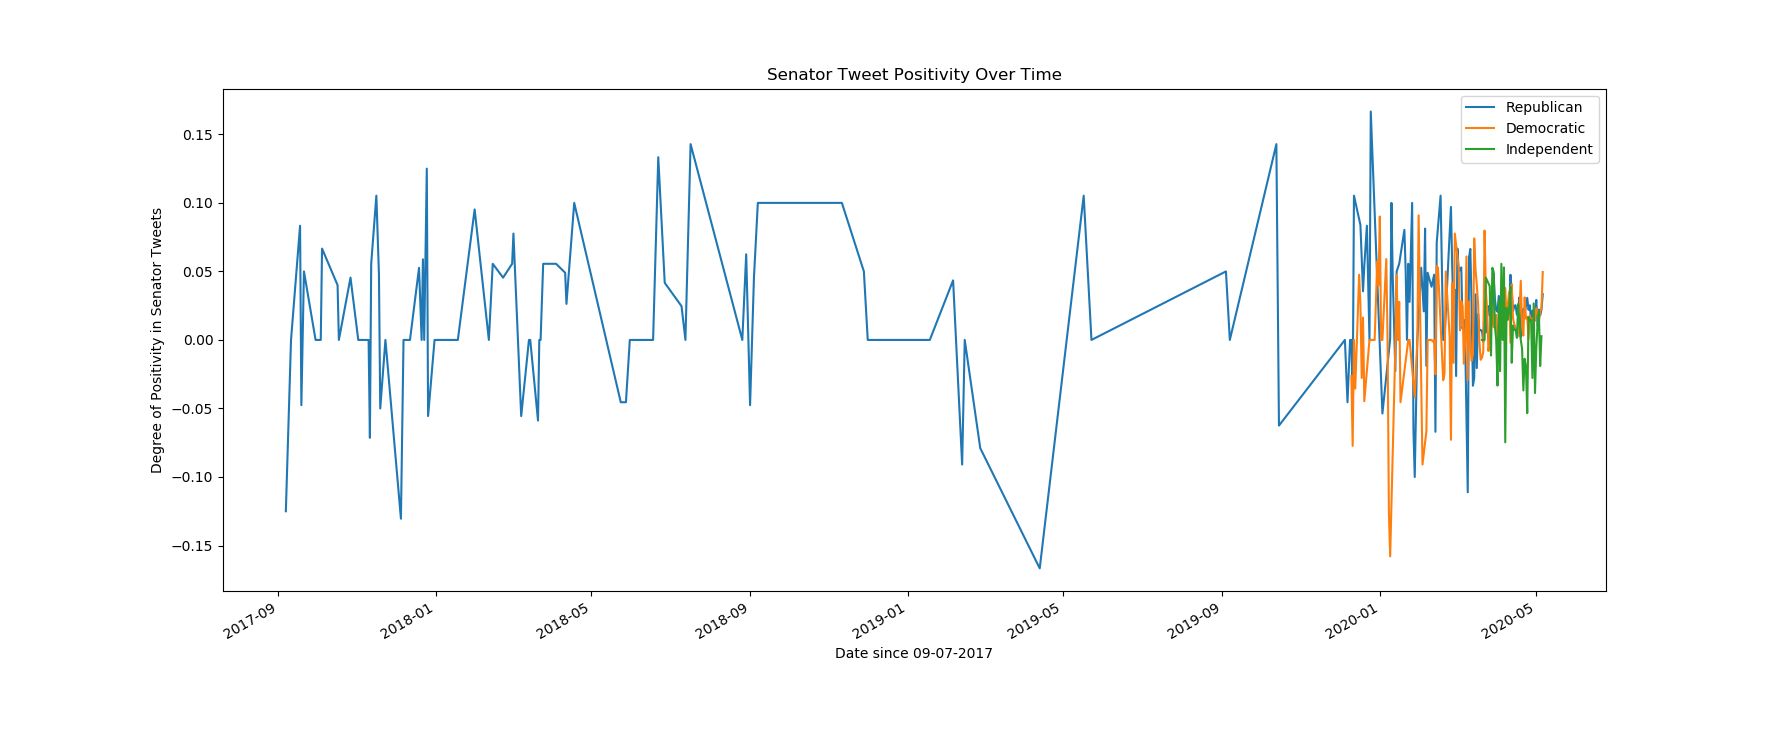 Senator Tweet Positivity Over Time
Republican
Democratic
Independent
0.15
0.10
0.05
0.00
−0.05
−0.10
−0.15
Degree of Positivity in Senator Tweets
2017-09
2018-01
2018-05
2018-09
2019-01
2019-05
2019-09
2020-01
2020-05
Date since 09-07-2017